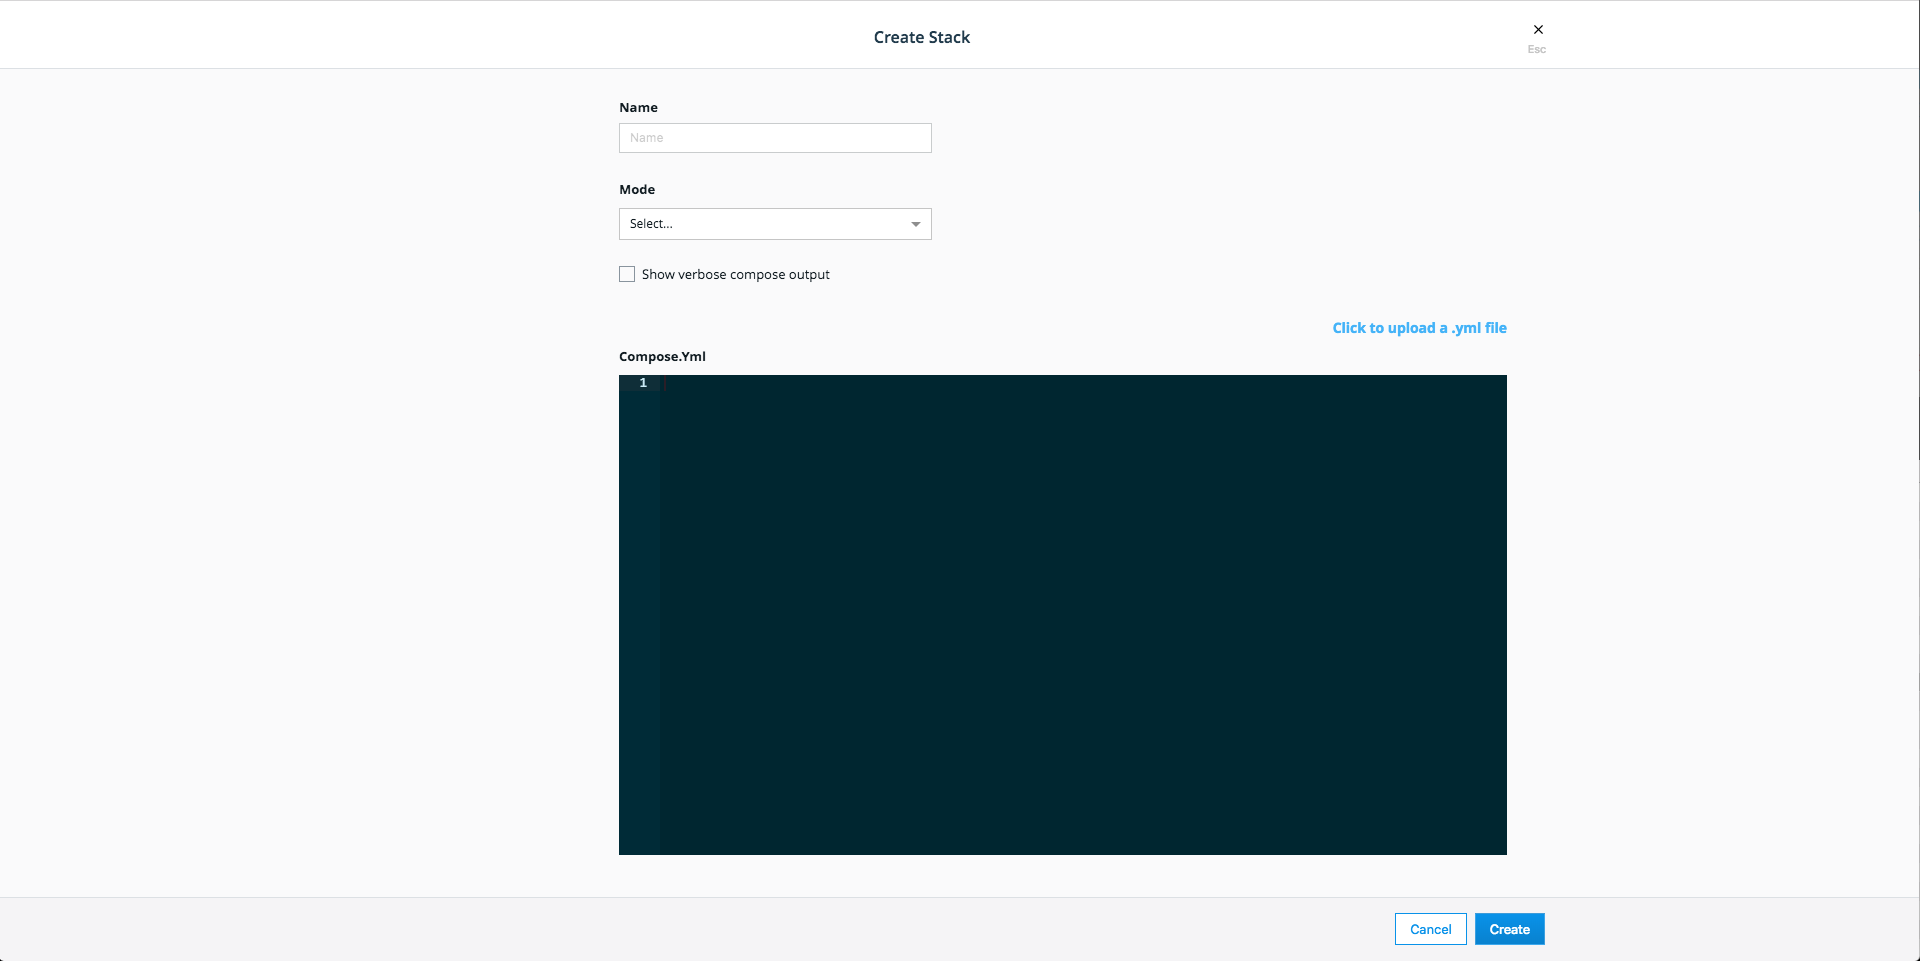 Create Stack
Esc
Name
Name
Mode
Select...
Show verbose compose output
Click to upload a .yml file
Compose.Yml
1
Cancel
Create